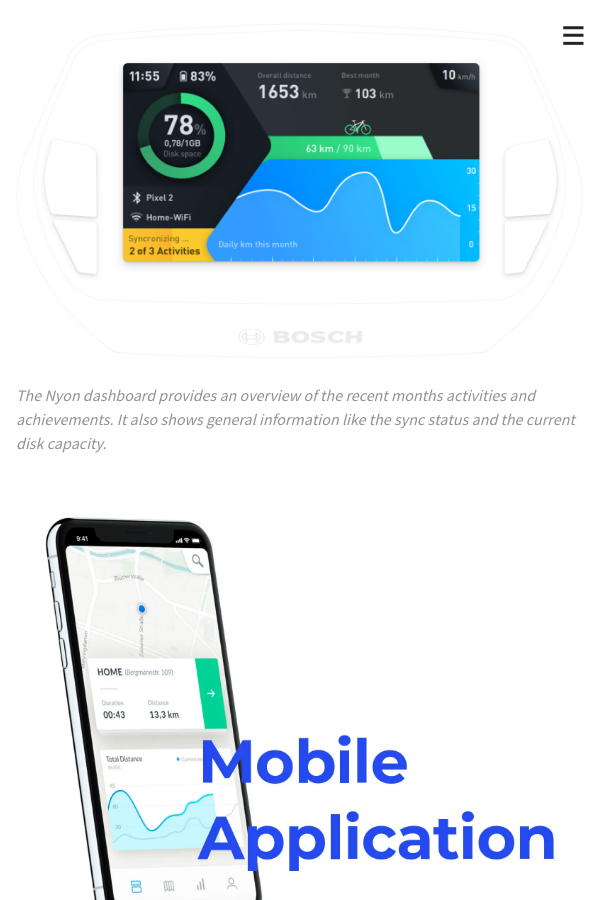 11:55
83%
Overall distance
Best month
10 km/h
1653 km
103 km
78%
0,78/1GB
Disk space
63 km / 90 km
Pixel 2
Home-WiFi
30
15
0
Syncronizing ...
2 of 3 Activities
Daily km this month
BOSCH
The Nyon dashboard provides an overview of the recent months activities and
achievements. It also shows general information like the sync status and the current
disk capacity.
9:41
HOME (Bergmannstr. 109)
Duration
Distance
00:43
13,3 km
Total Distance
Mobile
Application